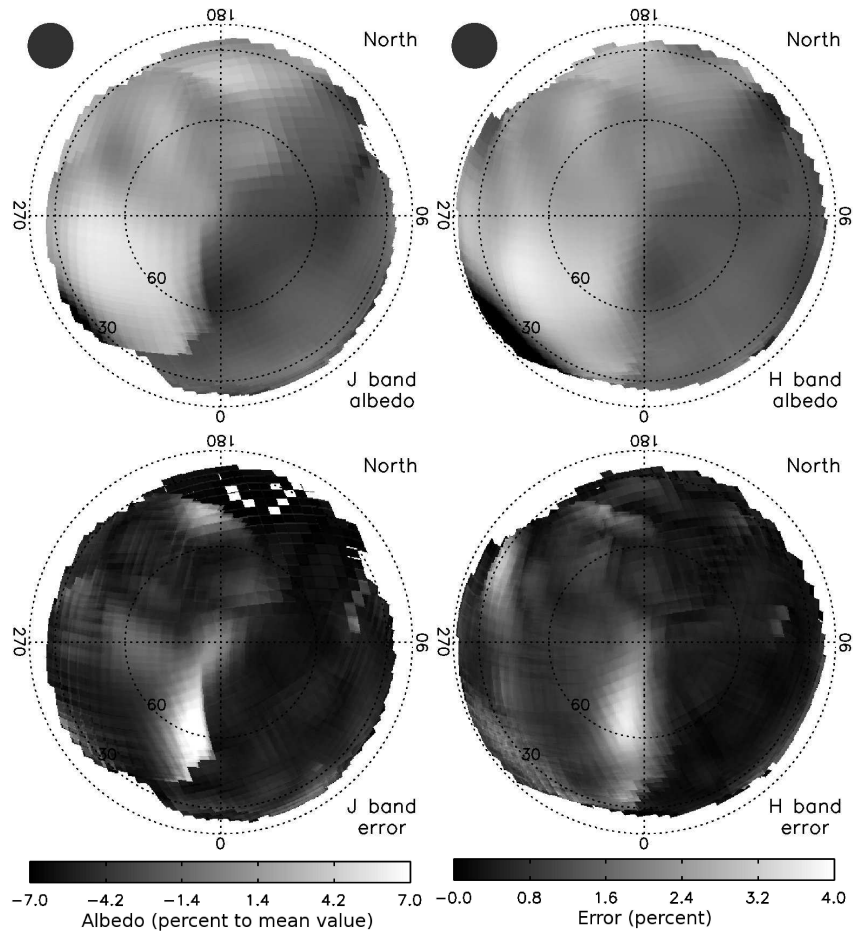 180
North
270
90
60
30
0
J band
albedo
180
North
270
90
60
30
0
H band
albedo
180
North
270
90
60
30
0
J band
error
180
North
270
90
60
30
0
H band
error
-7.0 -4.2 -1.4 1.4 4.2 7.0
Albedo (percent to mean value)
-0.0 0.8 1.6 2.4 3.2 4.0
Error (percent)